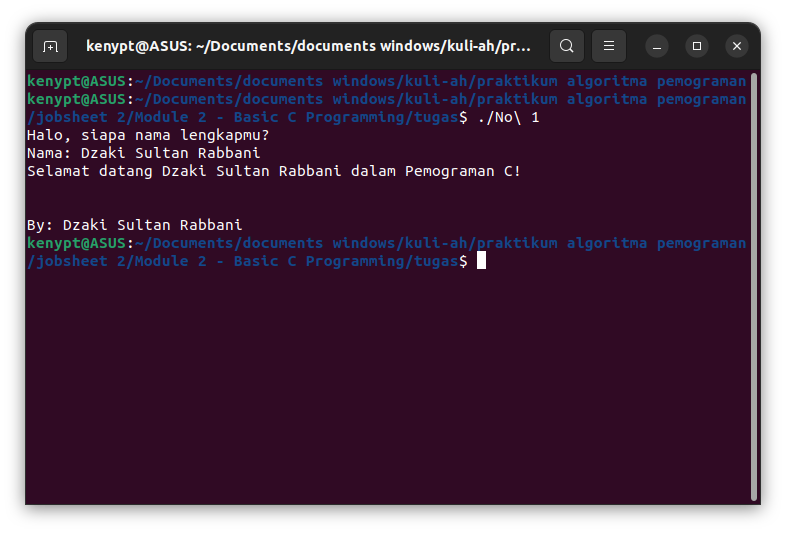 kenypt@ASUS: ~/Documents/documents windows/kuli-ah/pr...
kenypt@ASUS:~/Documents/documents windows/kuli-ah/praktikum algoritma pemograman
kenypt@ASUS:~/Documents/documents windows/kuli-ah/praktikum algoritma pemograman
/jobsheet 2/Module 2 - Basic C Programming/tugas$ ./No\ 1
Halo, siapa nama lengkapmu?
Nama: Dzaki Sultan Rabbani
Selamat datang Dzaki Sultan Rabbani dalam Pemograman C!
By: Dzaki Sultan Rabbani
kenypt@ASUS:~/Documents/documents windows/kuli-ah/praktikum algoritma pemograman
/jobsheet 2/Module 2 - Basic C Programming/tugas$